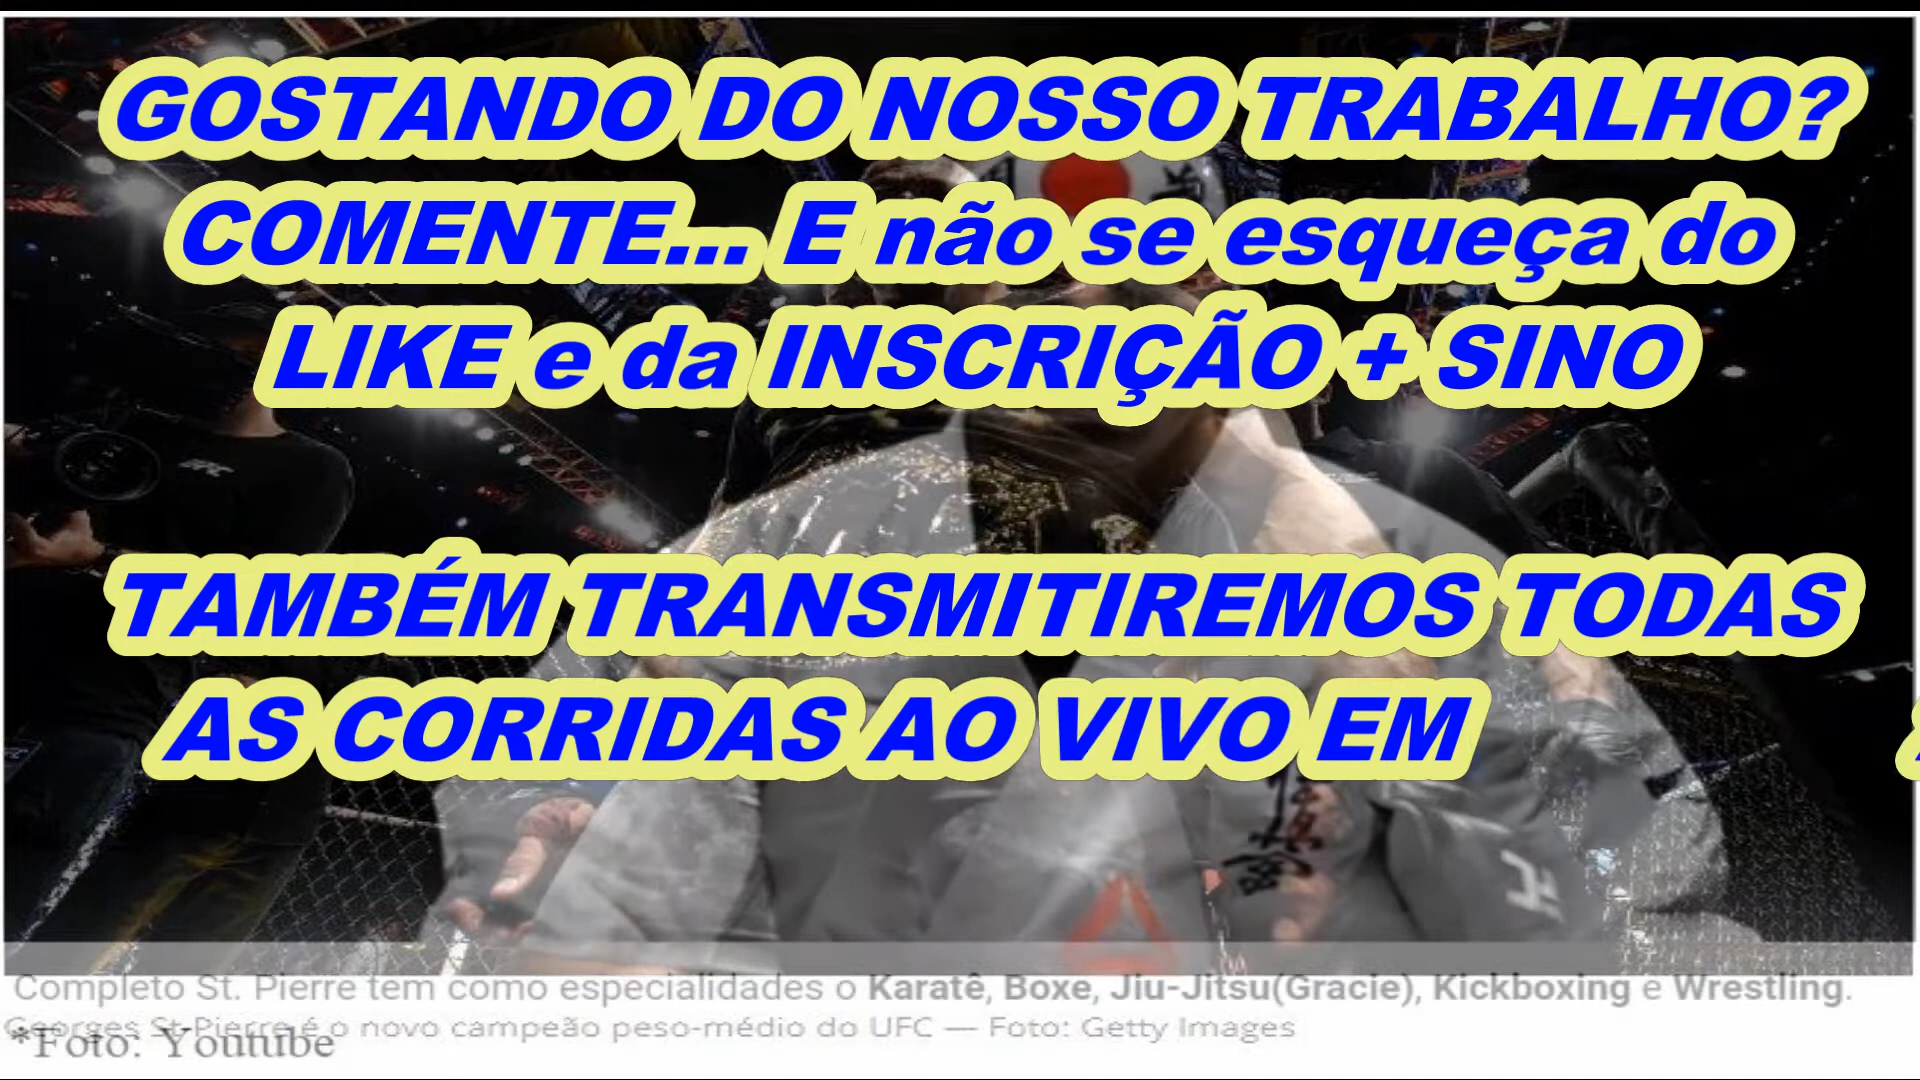 GOSTANDO DO NOSSO TRABALHO?
COMENTE... E não se esqueça do
LIKE e da INSCRIÇÃO + SINO
TAMBÉM TRANSMITIREMOS TODAS
AS CORRIDAS AO VIVO EM
Completo St. Pierre tem como especialidades o Karatê, Boxe, Jiu-Jitsu(Gracie), Kickboxing e Wrestling.
Georges St-Pierre é o novo campeão peso-médio do UFC — Foto: Getty Images
*Foto: Youtube